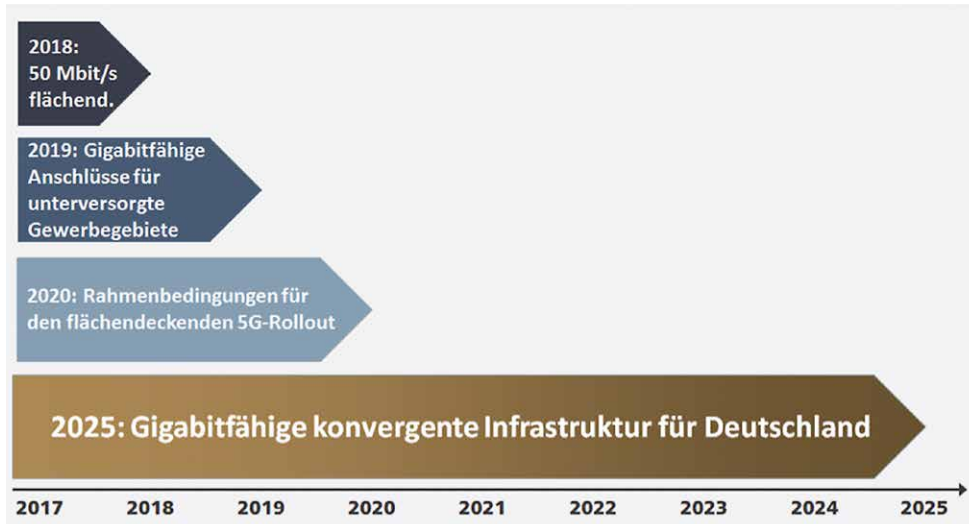 2018:
50 Mbit/s
flächend.
2019: Gigabitfähige
Anschlüsse für
unterversorgte
Gewerbegebiete
2020: Rahmenbedingungen für
den flächendeckenden 5G-Rollout
2025: Gigabitfähige konvergente Infrastruktur für Deutschland
2017 2018 2019 2020 2021 2022 2023 2024 2025